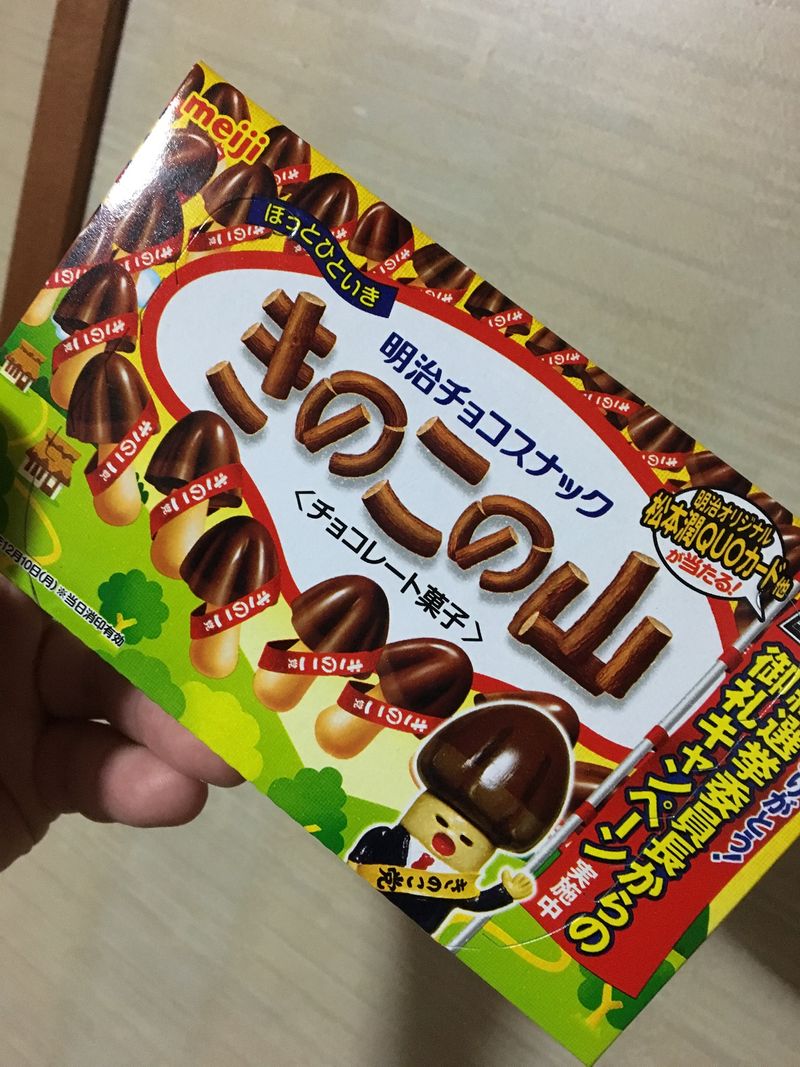 meiji
ほっとひといき
明治チョコスナック
きのこの山
〈チョコレート菓子〉
明治オリジナル
松本潤QUOカード他
が当たる!
りがとう!
御礼選挙委員長からの
キャンペーン
実施中
きのこ党
12月10日(月)※当日消印有効